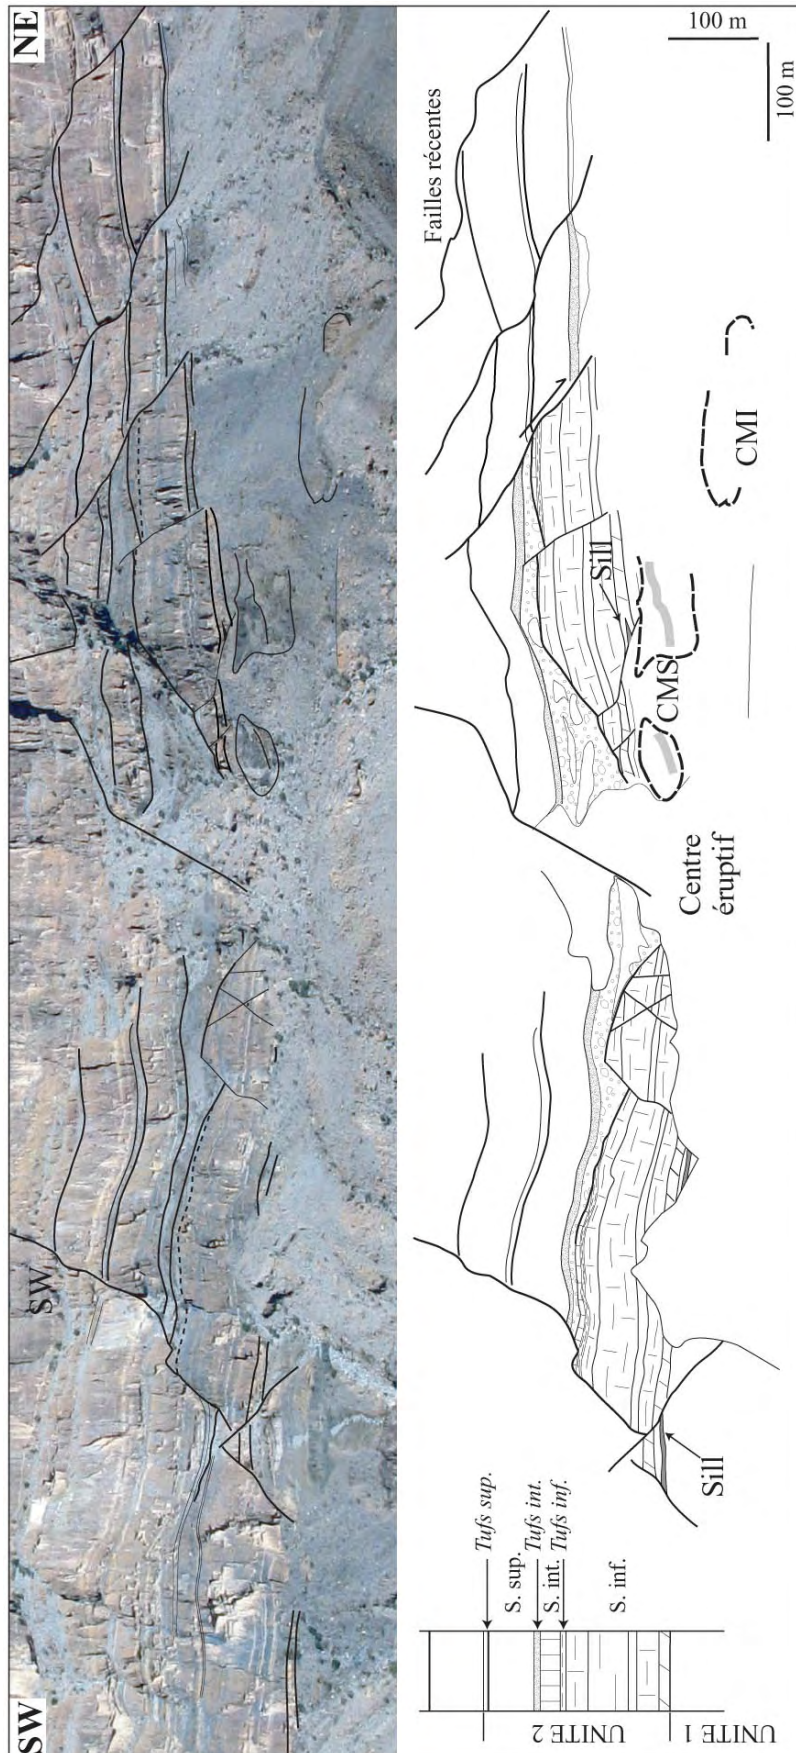 NE
SW
SW
100 m
100 m
Failles récentes
CMI
Sill
CMS
Centre
éruptif
Sill
Tufs sup.
S. sup.
Tufs int.
S. int.
Tufs inf.
S. inf.
UNITE 2
UNITE 1